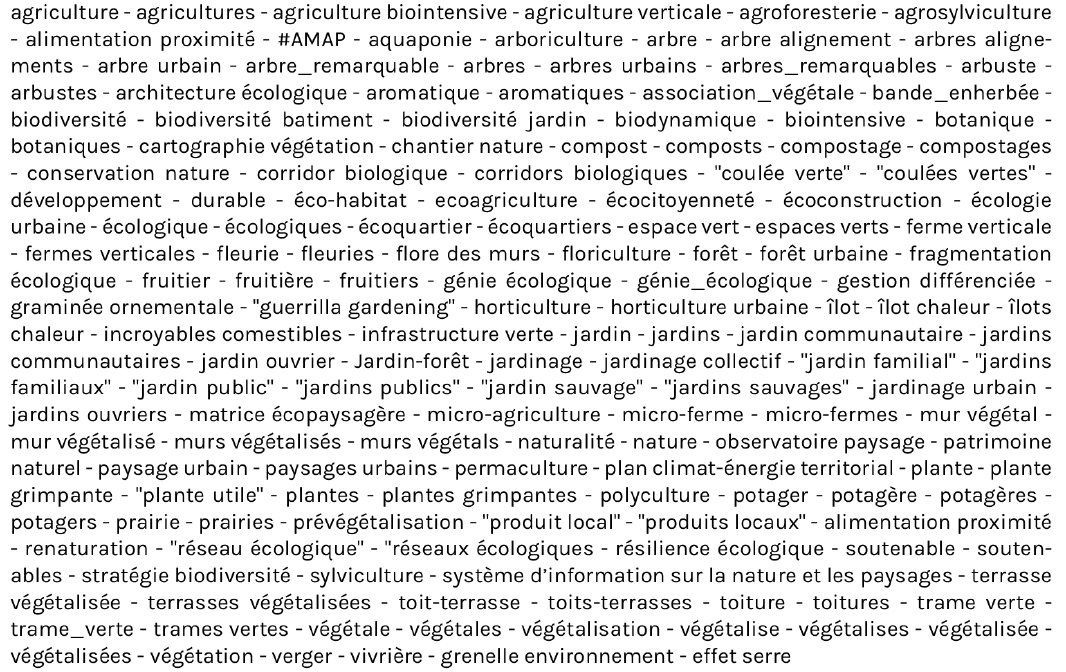 agriculture - agricultures - agriculture biointensive - agriculture verticale - agroforesterie - agrosylviculture
- alimentation proximité - #AMAP - aquaponie - arboriculture - arbre - arbre alignement - arbres aligne-
ments - arbre urbain - arbre_remarquable - arbres - arbres urbains - arbres_remarquables - arbuste -
arbustes - architecture écologique - aromatique - aromatiques - association_végétale - bande_enherbée -
biodiversité - biodiversité batiment - biodiversité jardin - biodynamique - biointensive - botanique -
botaniques - cartographie végétation - chantier nature - compost - composts - compostage - compostages
- conservation nature - corridor biologique - corridors biologiques - "coulée verte" - "coulées vertes" -
développement - durable - éco-habitat - ecoagriculture - écocitoyenneté - écoconstruction - écologie
urbaine - écologique - écologiques - écoquartier - écoquartiers - espace vert - espaces verts - ferme verticale
- fermes verticales - fleurie - fleuries - flore des murs - floriculture - forêt - forêt urbaine - fragmentation
écologique - fruitier - fruitière - fruitiers - génie écologique - génie_écologique - gestion différenciée -
graminée ornementale - "guerrilla gardening" - horticulture - horticulture urbaine - îlot - îlot chaleur - îlots
chaleur - incroyables comestibles - infrastructure verte - jardin - jardins - jardin communautaire - jardins
communautaires - jardin ouvrier - Jardin-forêt - jardinage - jardinage collectif - "jardin familial" - "jardins
familiaux" - "jardin public" - "jardins publics" - "jardin sauvage" - "jardins sauvages" - jardinage urbain -
jardins ouvriers - matrice écopaysagère - micro-agriculture - micro-ferme - micro-fermes - mur végétal -
mur végétalisé - murs végétalisés - murs végétals - naturalité - nature - observatoire paysage - patrimoine
naturel - paysage urbain - paysages urbains - permaculture - plan climat-énergie territorial - plante - plante
grimpante - "plante utile" - plantes - plantes grimpantes - polyculture - potager - potagère - potagères -
potagers - prairie - prairies - prévégétalisation - "produit local" - "produits locaux" - alimentation proximité
- renaturation - "réseau écologique" - "réseaux écologiques - résilience écologique - soutenable - souten-
ables - stratégie biodiversité - sylviculture - système d'information sur la nature et les paysages - terrasse
végétalisée - terrasses végétalisées - toit-terrasse - toits-terrasses - toiture - toitures - trame verte -
trame_verte - trames vertes - végétale - végétales - végétalisation - végétalise - végétalises - végétalisée -
végétalisées - végétation - verger - vivrière - grenelle environnement - effet serre